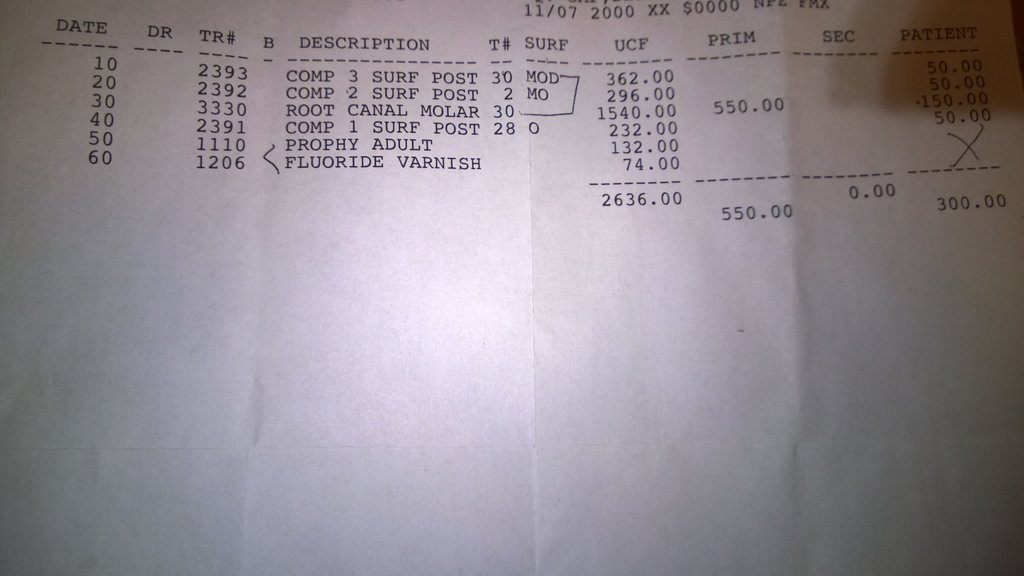 11/07 2000 XX $0000 NPE FMX
DATE DR TR# B DESCRIPTION T# SURF UCF PRIM SEC PATIENT
10 2393 COMP 3 SURF POST 30 MOD 362.00 50.00
20 2392 COMP 2 SURF POST 2 MO 296.00 50.00
30 3330 ROOT CANAL MOLAR 30 1540.00 550.00 150.00
40 2391 COMP 1 SURF POST 28 O 232.00 50.00
50 1110 PROPHY ADULT 132.00
60 1206 FLUORIDE VARNISH 74.00
2636.00 550.00 0.00 300.00